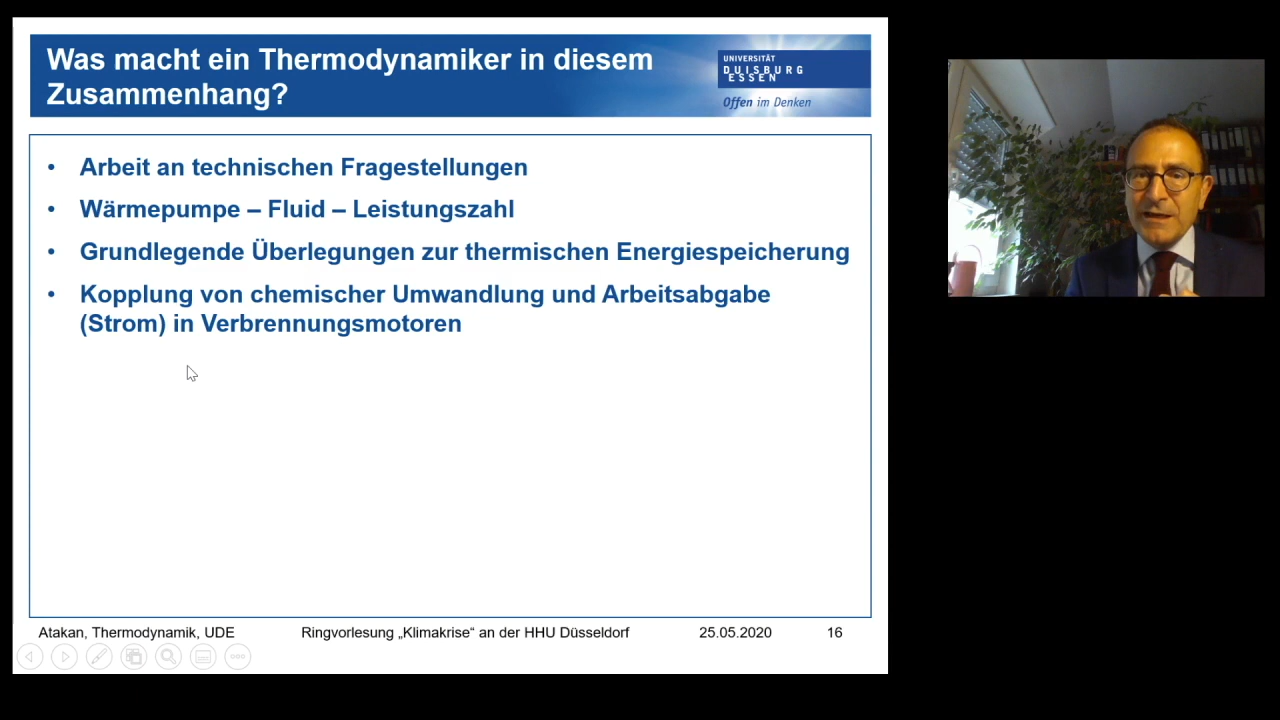 Was macht ein Thermodynamiker in diesem
Zusammenhang?
UNIVERSITÄT
DUISBURG
ESSEN
Offen im Denken
• Arbeit an technischen Fragestellungen
• Wärmepumpe – Fluid – Leistungszahl
• Grundlegende Überlegungen zur thermischen Energiespeicherung
• Kopplung von chemischer Umwandlung und Arbeitsabgabe
(Strom) in Verbrennungsmotoren
Atakan, Thermodynamik, UDE Ringvorlesung „Klimakrise“ an der HHU Düsseldorf 25.05.2020 16